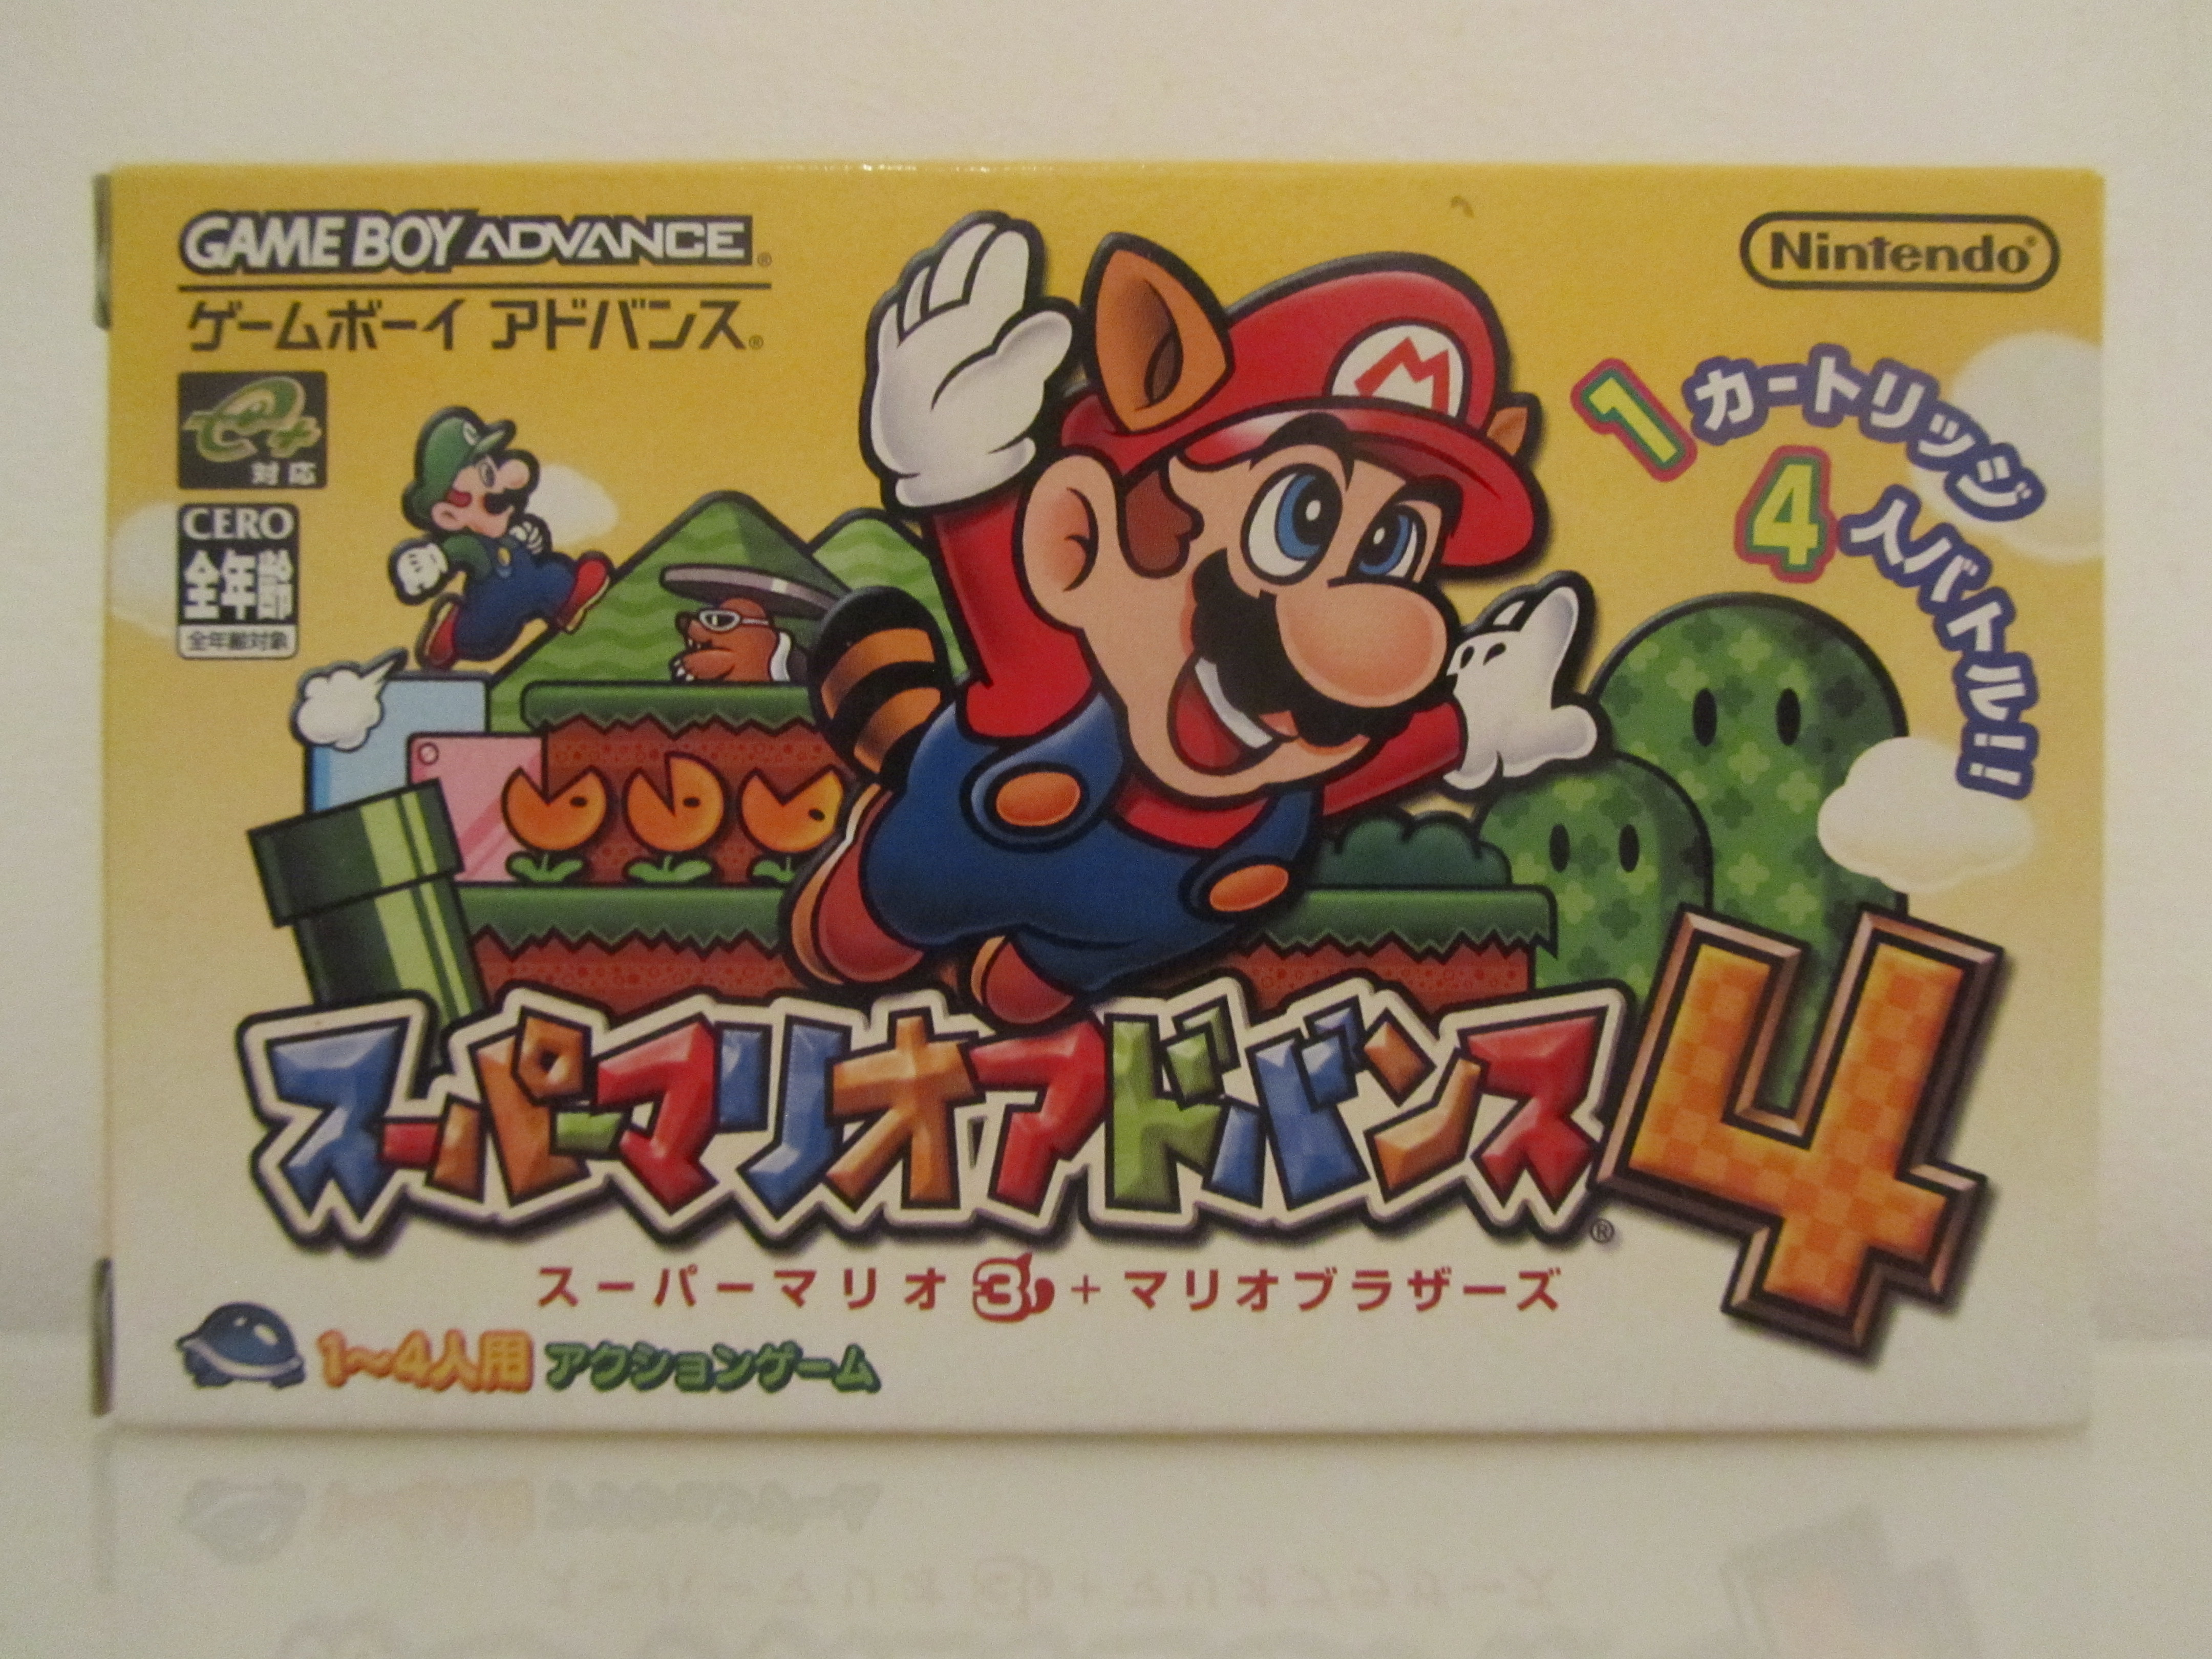 GAME BOY ADVANCE®
ゲームボーイ アドバンス®
Nintendo®
e+
対応
CERO
全年齢
全年齢対象
1カートリッジ
4人バトル!!
M
L
スーパーマリオアドバンス4
®
スーパーマリオ3+マリオブラザーズ
1~4人用 アクションゲーム